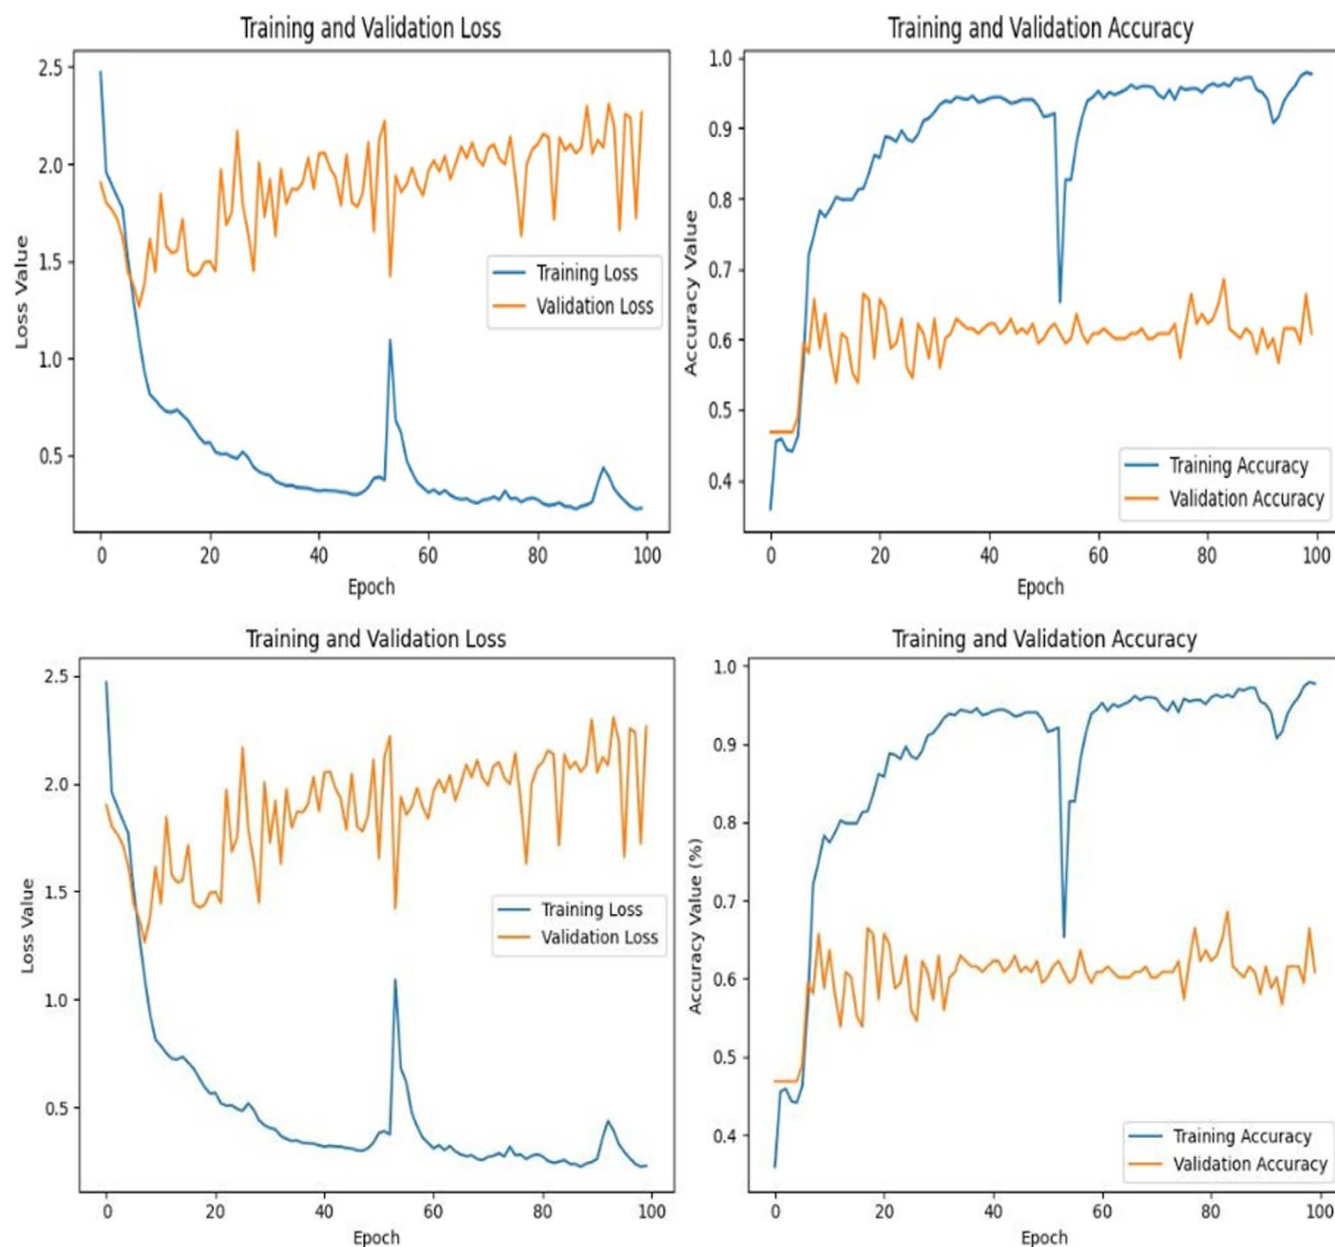 Training and Validation Loss
2.5
2.0
1.5
1.0
0.5
Loss Value
Training Loss
Validation Loss
0 20 40 60 80 100
Epoch
Training and Validation Accuracy
1.0
0.9
0.8
0.7
0.6
0.5
0.4
Accuracy Value
Training Accuracy
Validation Accuracy
0 20 40 60 80 100
Epoch
Training and Validation Loss
2.5
2.0
1.5
1.0
0.5
Loss Value
Training Loss
Validation Loss
0 20 40 60 80 100
Epoch
Training and Validation Accuracy
1.0
0.9
0.8
0.7
0.6
0.5
0.4
Accuracy Value (%)
Training Accuracy
Validation Accuracy
0 20 40 60 80 100
Epoch